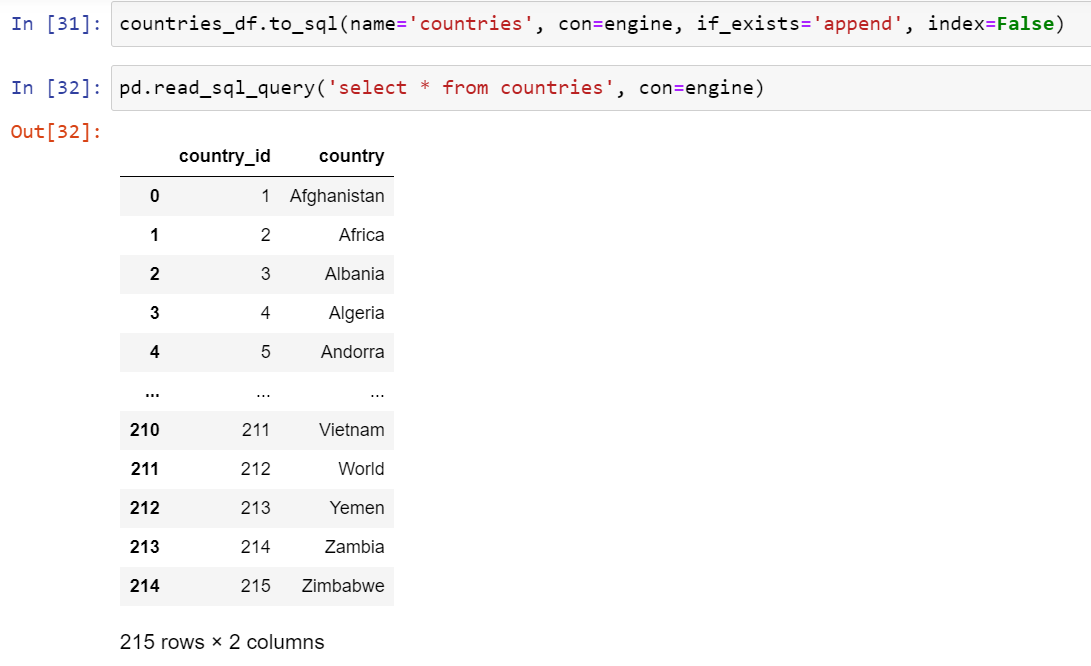 In [31]: countries_df.to_sql(name='countries', con=engine, if_exists='append', index=False)
In [32]: pd.read_sql_query('select * from countries', con=engine)
Out[32]:
country_id country
0 1 Afghanistan
1 2 Africa
2 3 Albania
3 4 Algeria
4 5 Andorra
... ... ...
210 211 Vietnam
211 212 World
212 213 Yemen
213 214 Zambia
214 215 Zimbabwe
215 rows × 2 columns